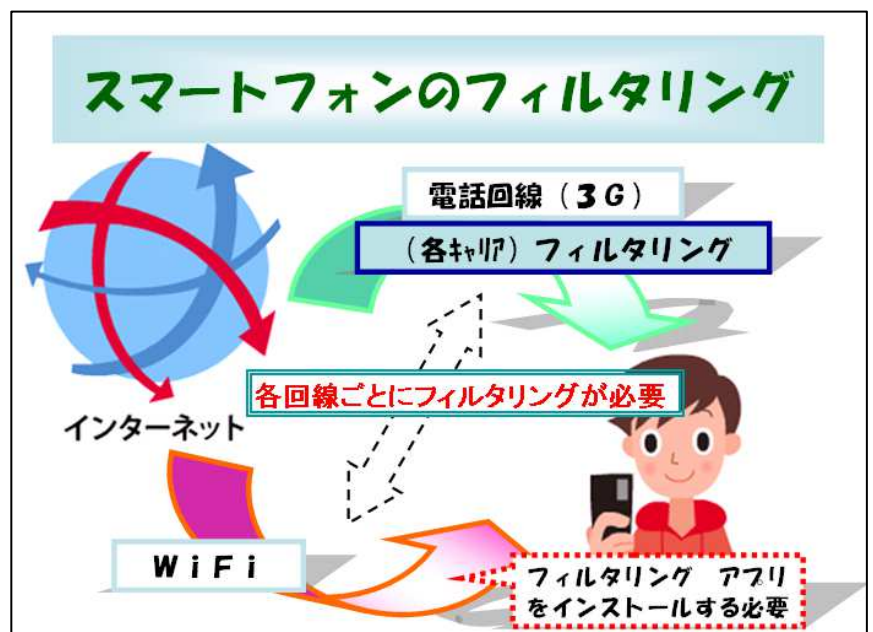 スマートフォンのフィルタリング
電話回線（３Ｇ）
（各ｷｬﾘｱ）フィルタリング
各回線ごとにフィルタリングが必要
インターネット
ＷｉＦｉ
フィルタリング　アプリ
をインストールする必要